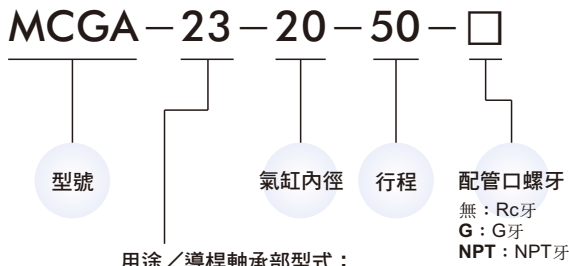 MCGA－23－20－50－□
型號
氣缸內徑
行程
配管口螺牙
無：Rc牙
G：G牙
NPT：NPT牙
用途／導桿軸承部型式：